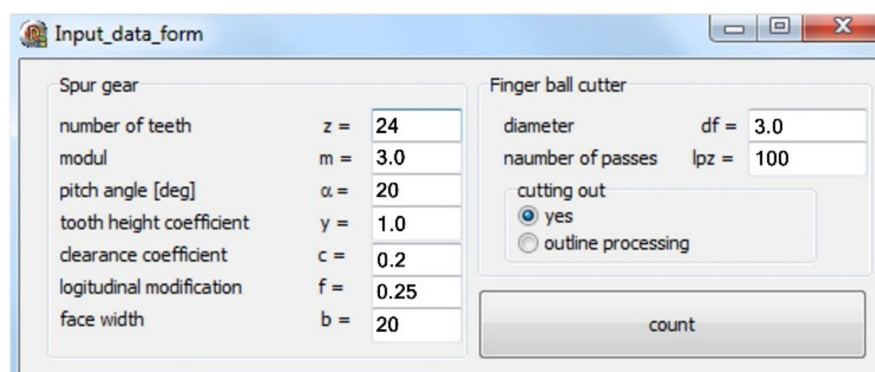 Input_data_form
Spur gear
number of teeth z = 24
modul m = 3.0
pitch angle [deg] α = 20
tooth height coefficient y = 1.0
clearance coefficient c = 0.2
logitudinal modification f = 0.25
face width b = 20
Finger ball cutter
diameter df = 3.0
naumber of passes lpz = 100
cutting out
yes
outline processing
count